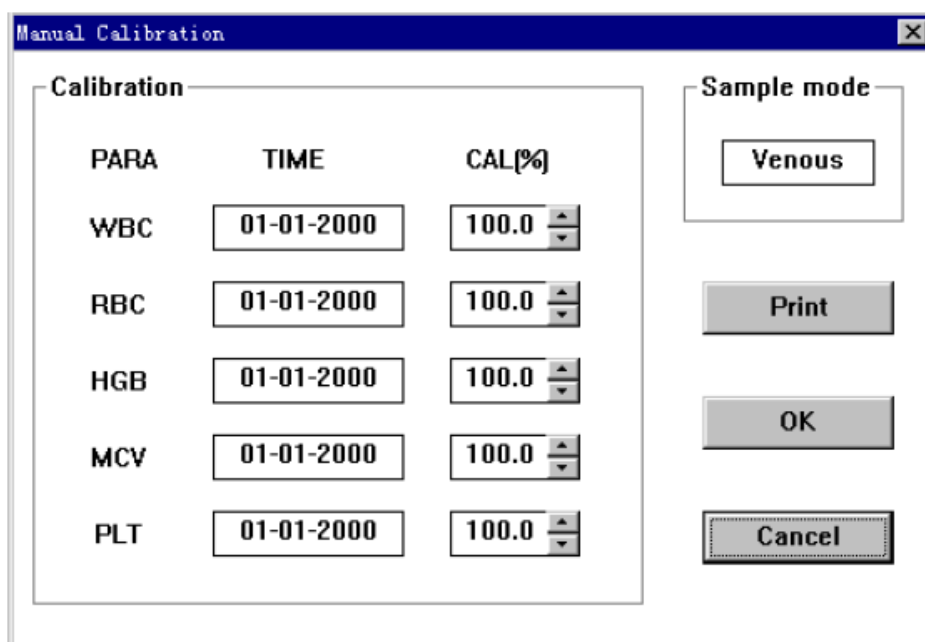 Manual Calibration
Calibration
Sample mode
PARA TIME CAL(%)
Venous
WBC 01-01-2000 100.0
RBC 01-01-2000 100.0
Print
HGB 01-01-2000 100.0
OK
MCV 01-01-2000 100.0
PLT 01-01-2000 100.0
Cancel